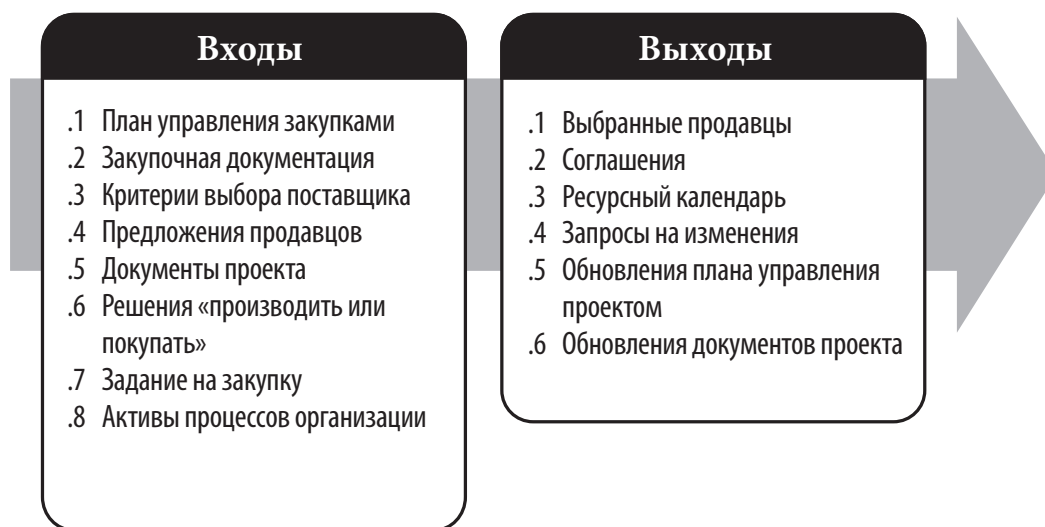 Входы
.1 План управления закупками
.2 Закупочная документация
.3 Критерии выбора поставщика
.4 Предложения продавцов
.5 Документы проекта
.6 Решения «производить или
покупать»
.7 Задание на закупку
.8 Активы процессов организации
Выходы
.1 Выбранные продавцы
.2 Соглашения
.3 Ресурсный календарь
.4 Запросы на изменения
.5 Обновления плана управления
проектом
.6 Обновления документов проекта